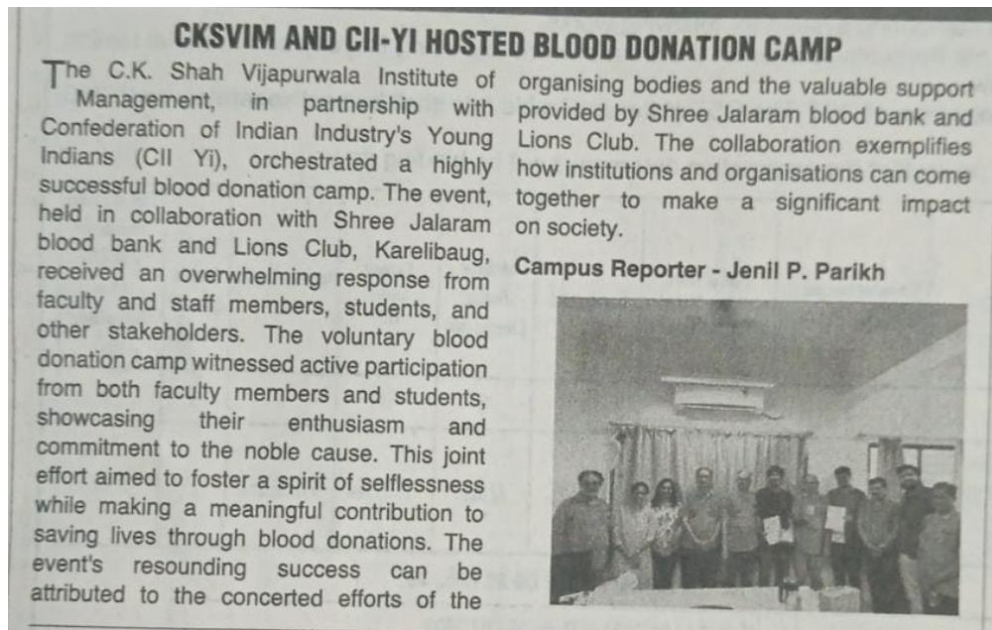 CKSVIM AND CII-YI HOSTED BLOOD DONATION CAMP
The C.K. Shah Vijapurwala Institute of
Management, in partnership with
Confederation of Indian Industry's Young
Indians (CII Yi), orchestrated a highly
successful blood donation camp. The event,
held in collaboration with Shree Jalaram
blood bank and Lions Club, Karelibaug,
received an overwhelming response from
faculty and staff members, students, and
other stakeholders. The voluntary blood
donation camp witnessed active participation
from both faculty members and students,
showcasing their enthusiasm and
commitment to the noble cause. This joint
effort aimed to foster a spirit of selflessness
while making a meaningful contribution to
saving lives through blood donations. The
event's resounding success can be
attributed to the concerted efforts of the
organising bodies and the valuable support
provided by Shree Jalaram blood bank and
Lions Club. The collaboration exemplifies
how institutions and organisations can come
together to make a significant impact
on society.
Campus Reporter - Jenil P. Parikh